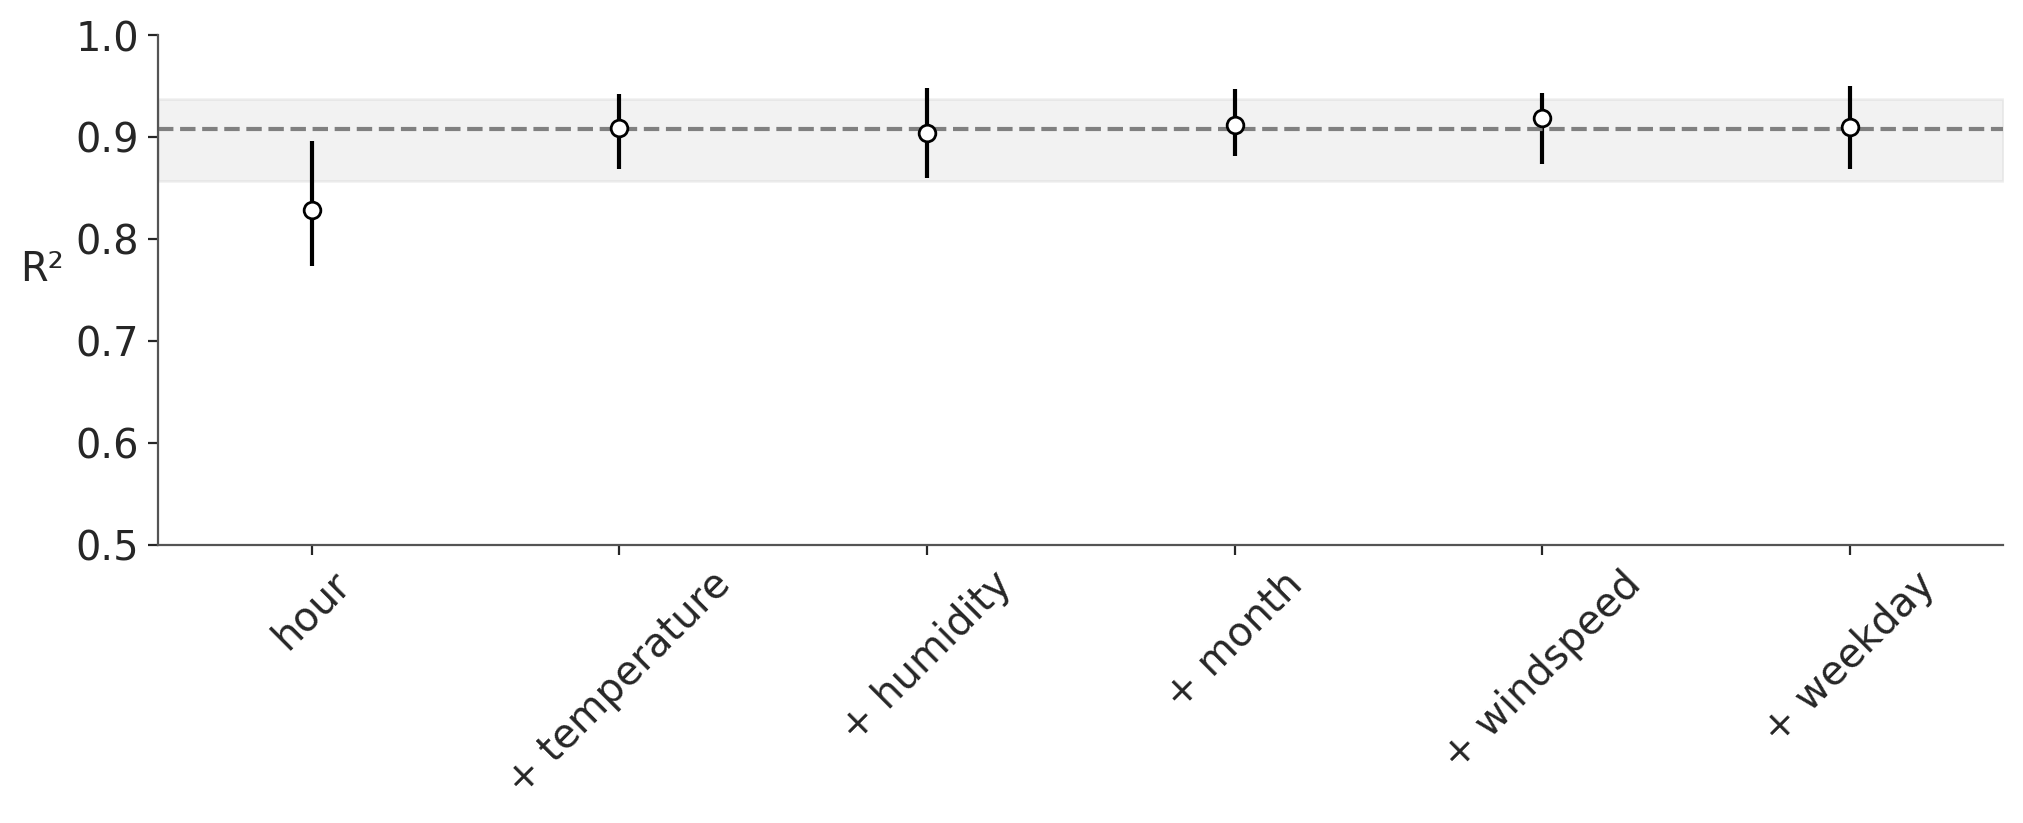 1.0
0.9
0.8
0.7
0.6
0.5
R²
hour
+ temperature
+ humidity
+ month
+ windspeed
+ weekday